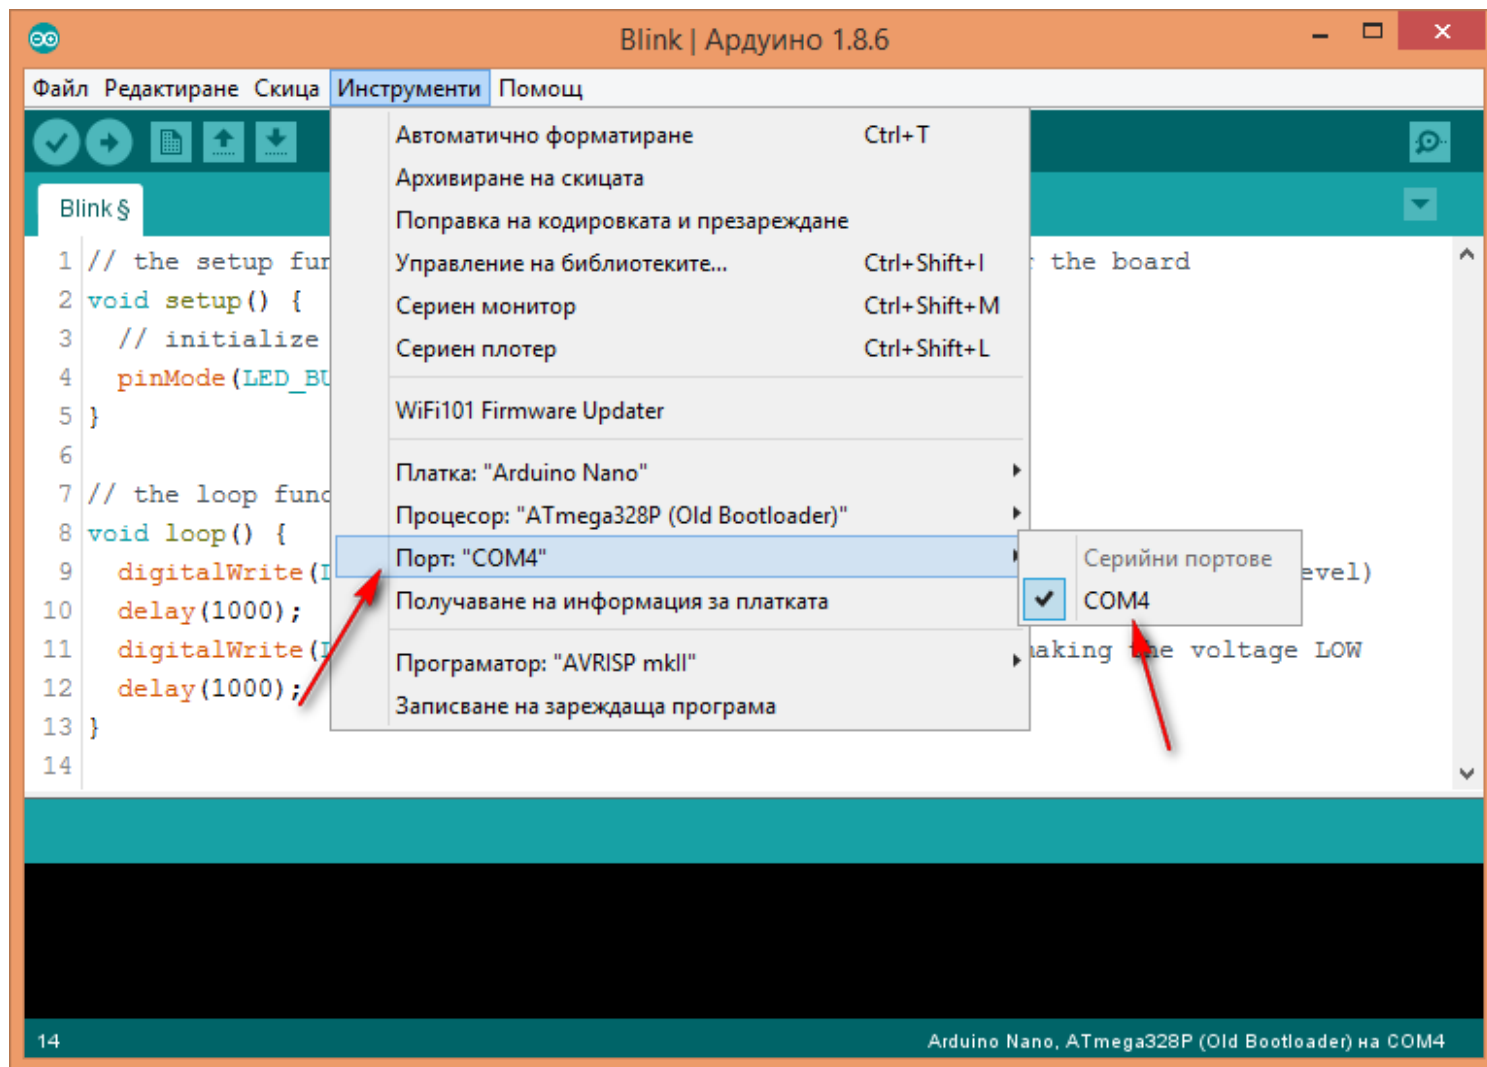 Blink | Ардуино 1.8.6
Файл Редактиране Скица Инструменти Помощ
Автоматично форматиране Ctrl+T
Архивиране на скицата
Поправка на кодировката и презареждане
Управление на библиотеките... Ctrl+Shift+I
Сериен монитор Ctrl+Shift+M
Сериен плотер Ctrl+Shift+L
WiFi101 Firmware Updater
Платка: "Arduino Nano"
Процесор: "ATmega328P (Old Bootloader)"
Порт: "COM4"
Получаване на информация за платката
Програматор: "AVRISP mkII"
Записване на зареждаща програма
Серийни портове
COM4
Blink §
1 // the setup fun the board
2 void setup() {
3 // initialize
4 pinMode(LED_BU
5 }
6
7 // the loop func
8 void loop() {
9 digitalWrite( evel)
10 delay(1000);
11 digitalWrite( the voltage LOW
12 delay(1000);
13 }
14
14 Arduino Nano, ATmega328P (Old Bootloader) на COM4